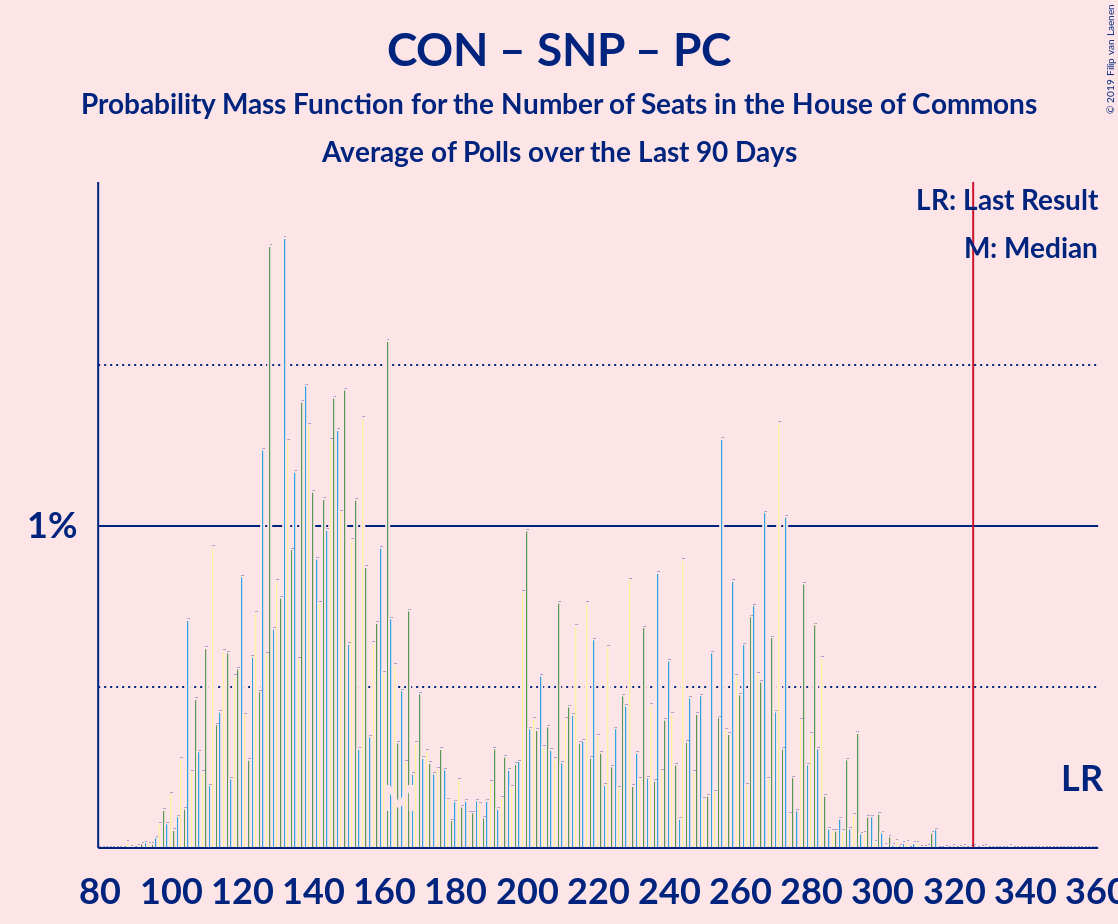 CON – SNP – PC
Probability Mass Function for the Number of Seats in the House of Commons
Average of Polls over the Last 90 Days
© 2019 Filip van Laenen
LR: Last Result
M: Median
1%
LR
80 100 120 140 160 180 200 220 240 260 280 300 320 340 360